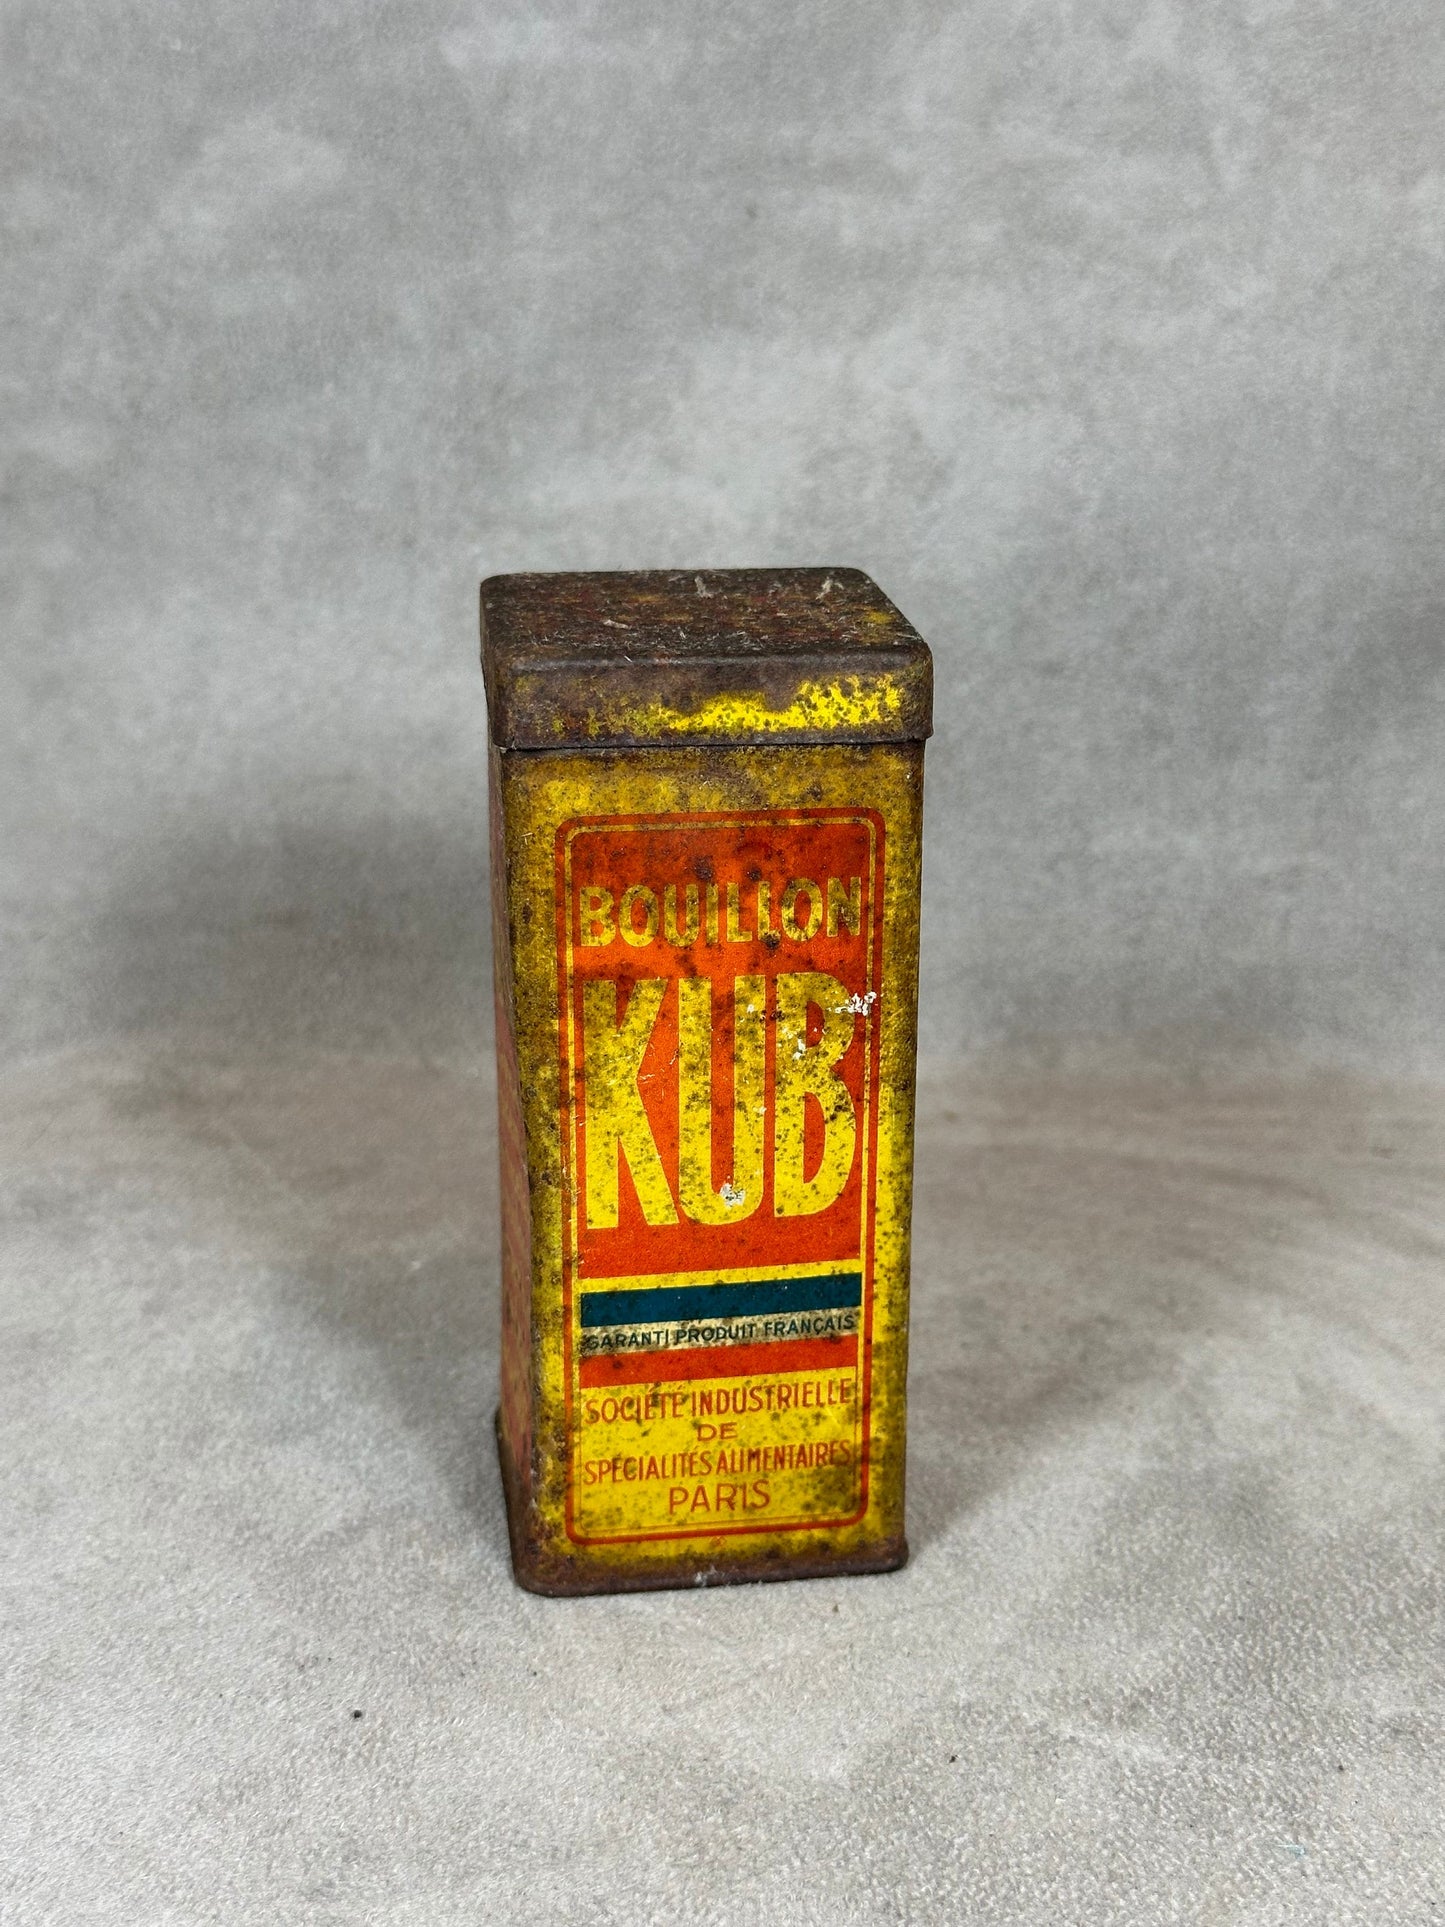 BOUILLON
KUB
GARANTI PRODUIT FRANÇAIS
SOCIÉTÉ INDUSTRIELLE
DE
SPÉCIALITÉS ALIMENTAIRES
PARIS